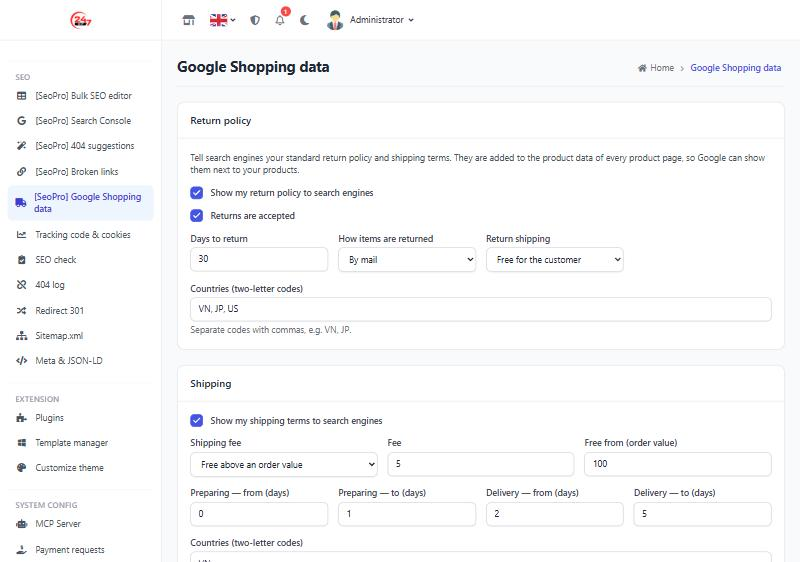 247
1
Administrator
SEO
[SeoPro] Bulk SEO editor
[SeoPro] Search Console
[SeoPro] 404 suggestions
[SeoPro] Broken links
[SeoPro] Google Shopping
data
Tracking code & cookies
SEO check
404 log
Redirect 301
Sitemap.xml
Meta & JSON-LD
EXTENSION
Plugins
Template manager
Customize theme
SYSTEM CONFIG
MCP Server
Payment requests
Google Shopping data
Home > Google Shopping data
Return policy
Tell search engines your standard return policy and shipping terms. They are added to the product data of every product page, so Google can show
them next to your products.
Show my return policy to search engines
Returns are accepted
Days to return How items are returned Return shipping
30 By mail Free for the customer
Countries (two-letter codes)
VN, JP, US
Separate codes with commas, e.g. VN, JP.
Shipping
Show my shipping terms to search engines
Shipping fee Fee Free from (order value)
Free above an order value 5 100
Preparing — from (days) Preparing — to (days) Delivery — from (days) Delivery — to (days)
0 1 2 5
Countries (two-letter codes)